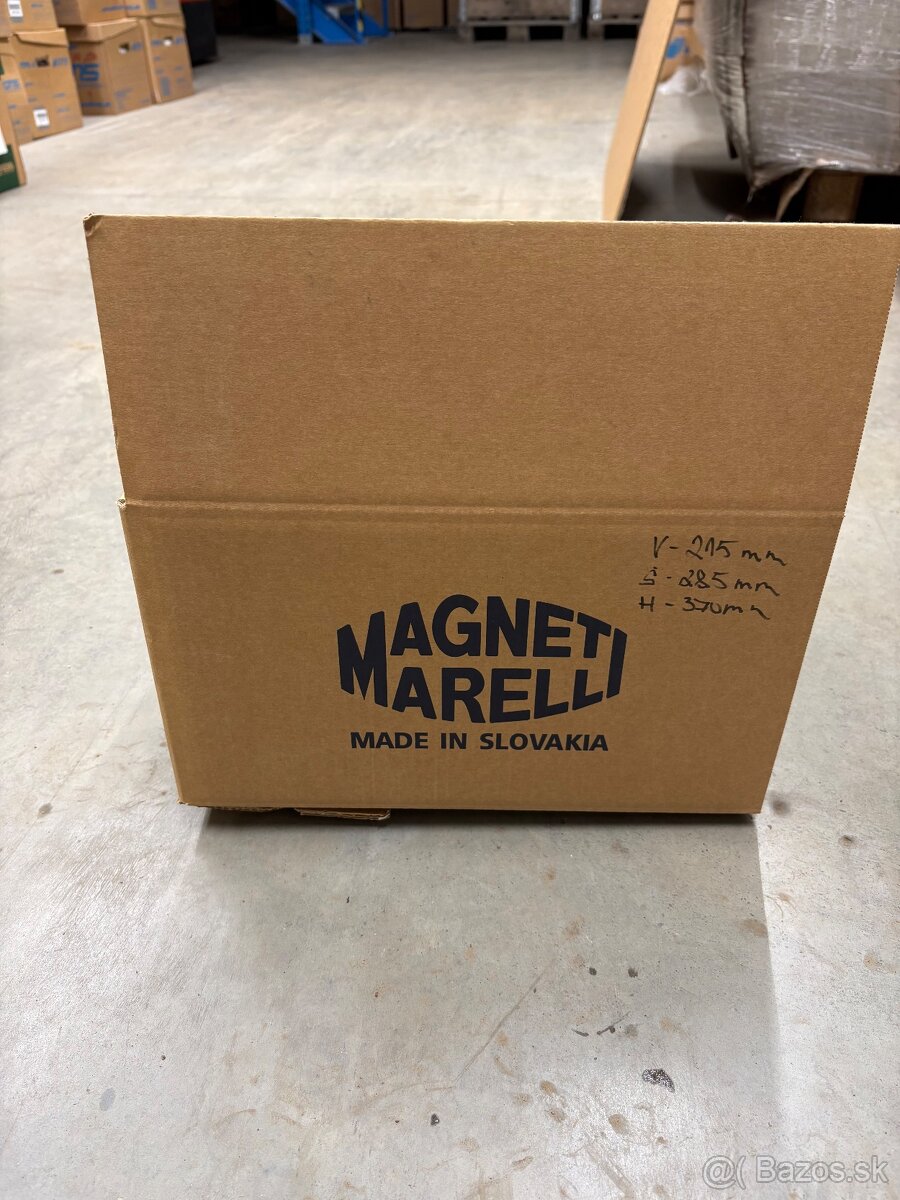 V - 215 mm
Š - 285 mm
H - 370 mm
MAGNETI
MARELLI
MADE IN SLOVAKIA
@( Bazos.sk